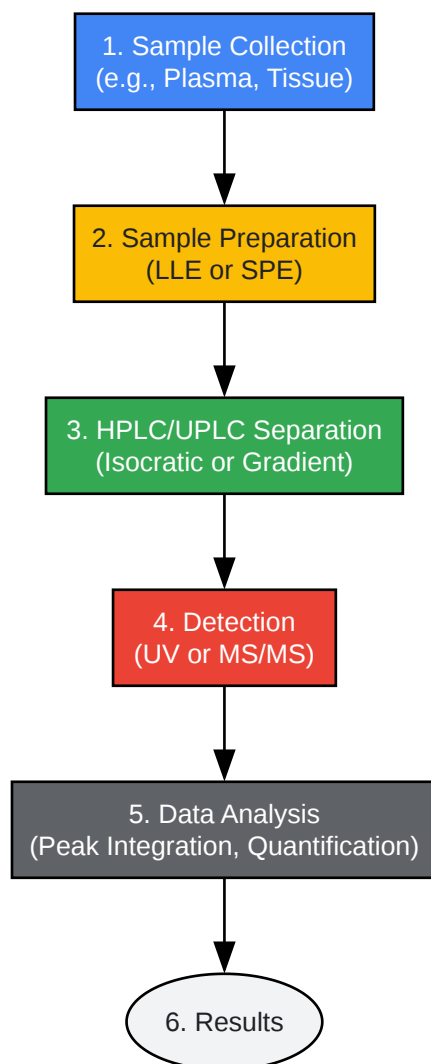 1. Sample Collection
(e.g., Plasma, Tissue)
2. Sample Preparation
(LLE or SPE)
3. HPLC/UPLC Separation
(Isocratic or Gradient)
4. Detection
(UV or MS/MS)
5. Data Analysis
(Peak Integration, Quantification)
6. Results